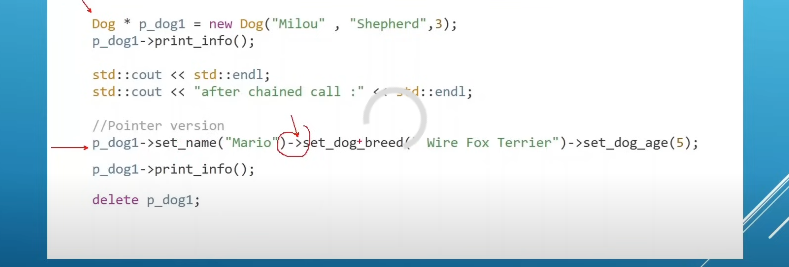 Dog * p_dog1 = new Dog("Milou" , "Shepherd",3);
p_dog1->print_info();
std::cout << std::endl;
std::cout << "after chained call :" << std::endl;
//Pointer version
p_dog1->set_name("Mario")->set_dog_breed(" Wire Fox Terrier")->set_dog_age(5);
p_dog1->print_info();
delete p_dog1;